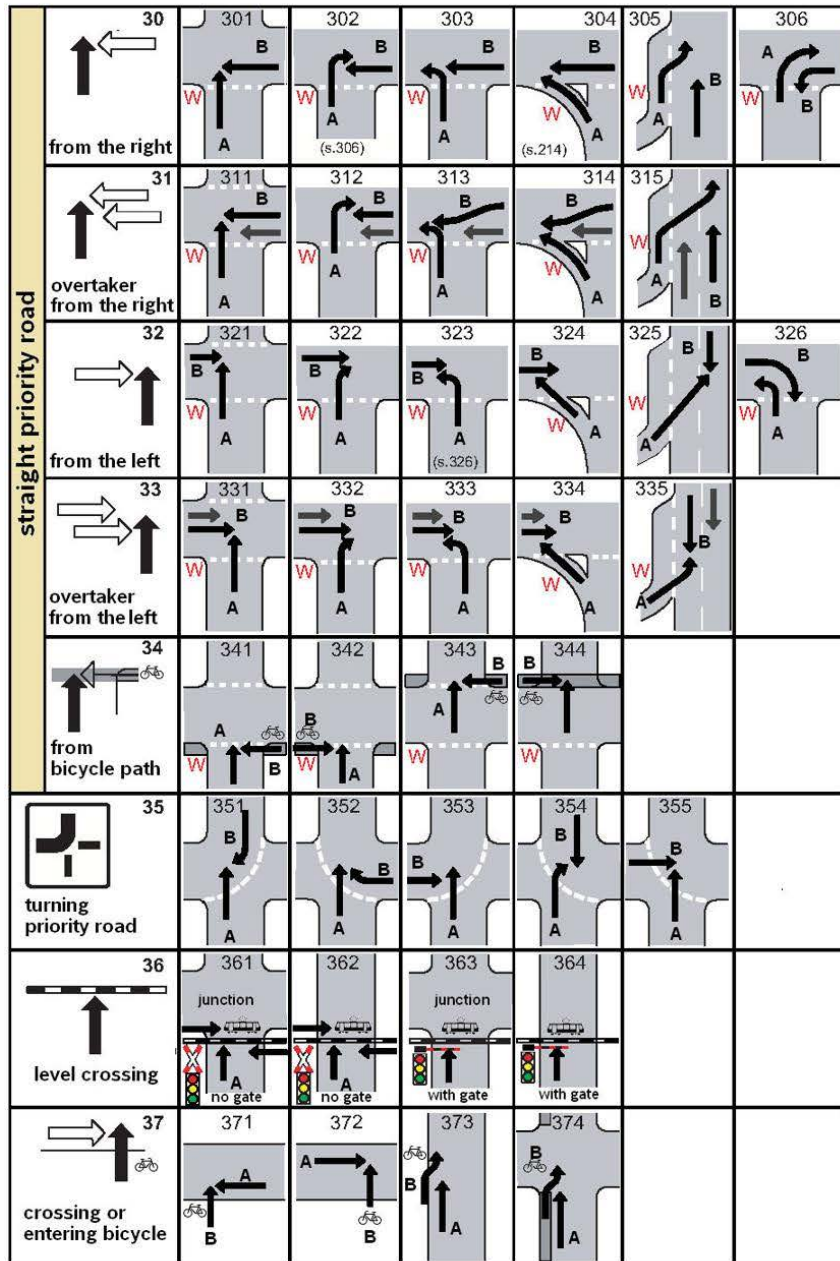 straight priority road
30 301 302 303 304 305 306
B B B B A
W W W W W W B
A A A A A B
from the right (s.306) (s.214)
31 311 312 313 314 315
B B B B
W W W W W
A A A A A B
overtaker
from the right
32 321 322 323 324 325 326
B B B B B B
W W W W W W
A A A A A A
from the left (s.326)
33 331 332 333 334 335
B B B B B
W W W W W
A A A A A
overtaker
from the left
34 341 342 343 344
A B B B
A
W B W A W W
from
bicycle path
35 351 352 353 354 355
B B B B B
A A A A A
turning
priority road
36 361 362 363 364
junction junction
level crossing A A
no gate no gate with gate with gate
37 371 372 373 374
A A B
B
B B A A
crossing or
entering bicycle